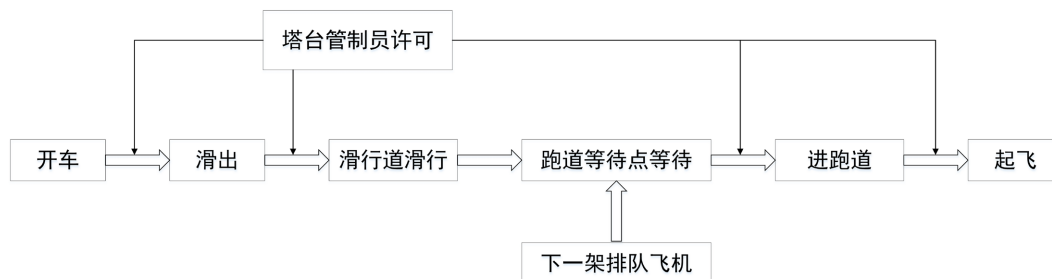 塔台管制员许可
开车
滑出
滑行道滑行
跑道等待点等待
进跑道
起飞
下一架排队飞机